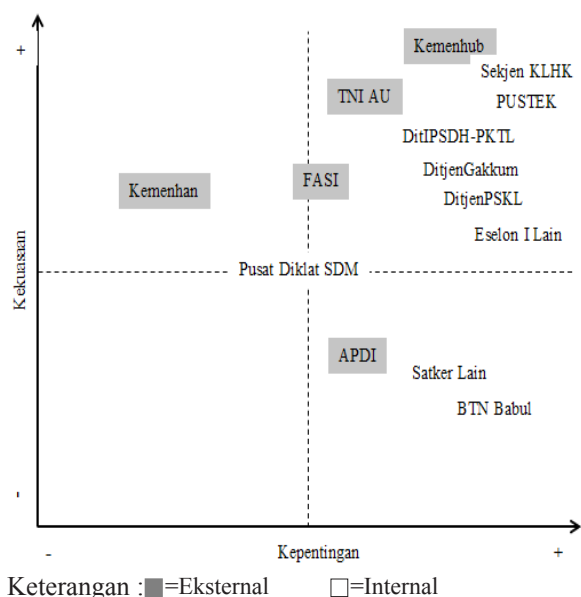 +
Kemenhub
Sekjen KLHK
TNI AU
PUSTEK
DitIPSDH-PKTL
DitjenGakkum
FASI
Kemenhan
DitjenPSKL
Eselon I Lain
Kekuasaan
Pusat Diklat SDM
APDI
Satker Lain
BTN Babul
-
- Kepentingan +
Keterangan : =Eksternal =Internal